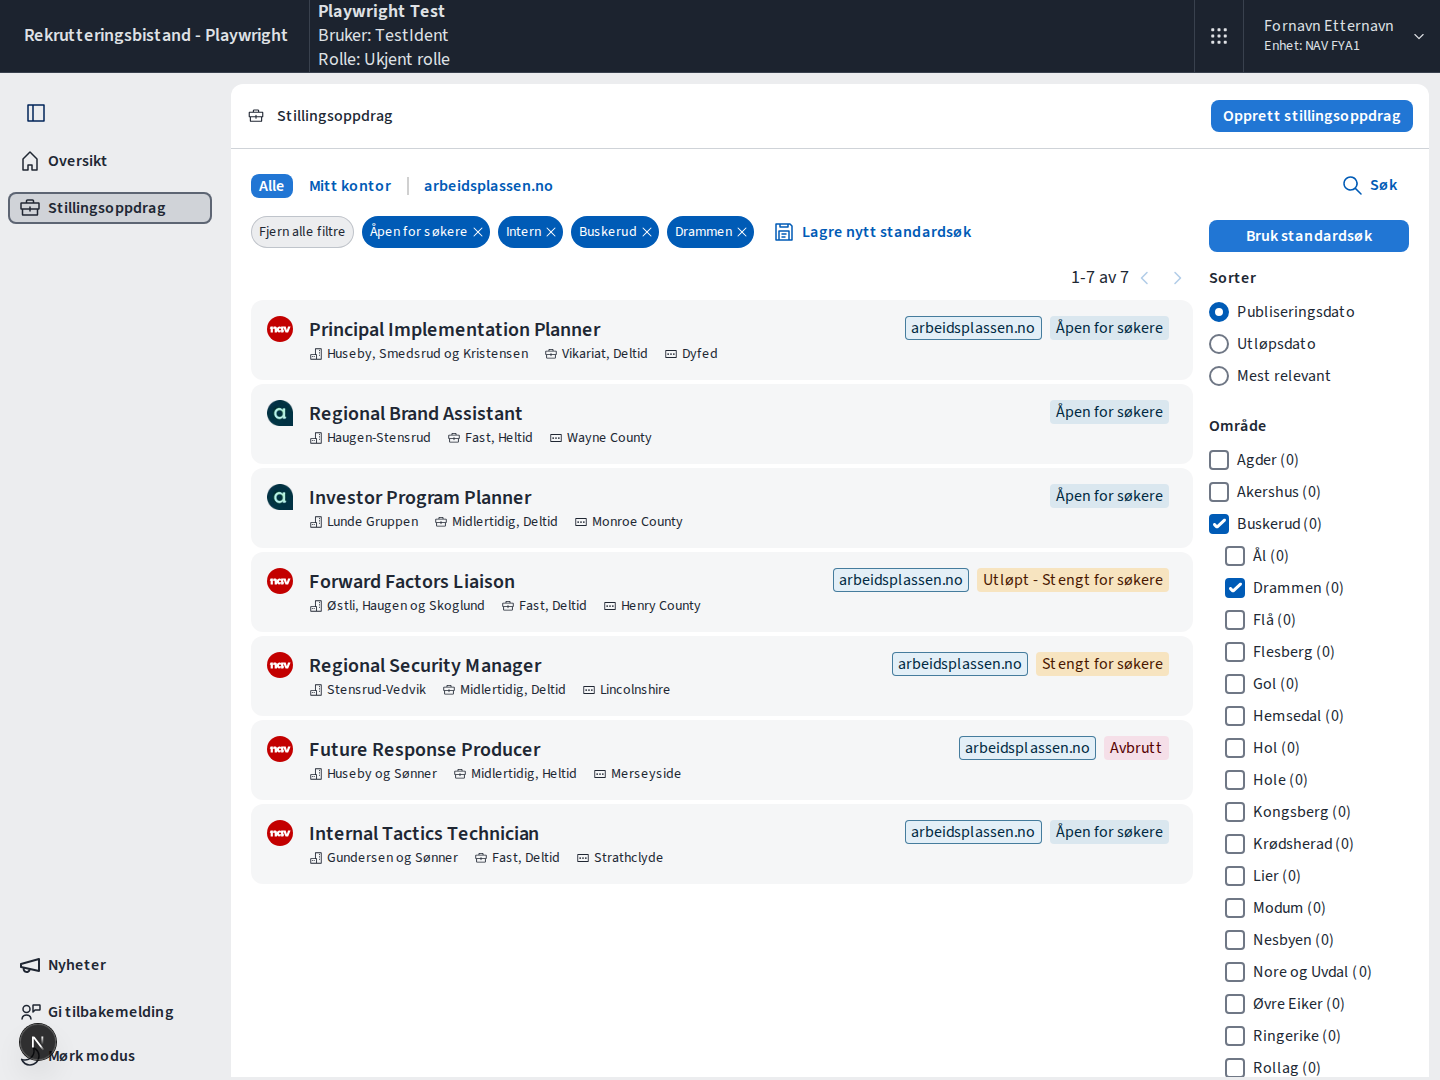 Rekrutteringsbistand - Playwright
Playwright Test
Bruker: TestIdent
Rolle: Ukjent rolle
Fornavn Etternavn
Enhet: NAV FYA1
Oversikt
Stillingsoppdrag
Nyheter
Gi tilbakemelding
N
Mørk modus
Stillingsoppdrag
Opprett stillingsoppdrag
Alle
Mitt kontor
arbeidsplassen.no
Søk
Fjern alle filtre
Åpen for søkere
Intern
Buskerud
Drammen
Lagre nytt standardsøk
1-7 av 7
nav
Principal Implementation Planner
arbeidsplassen.no
Åpen for søkere
Huseby, Smedsrud og Kristensen
Vikariat, Deltid
Dyfed
a
Regional Brand Assistant
Åpen for søkere
Haugen-Stensrud
Fast, Heltid
Wayne County
a
Investor Program Planner
Åpen for søkere
Lunde Gruppen
Midlertidig, Deltid
Monroe County
nav
Forward Factors Liaison
arbeidsplassen.no
Utløpt - Stengt for søkere
Østli, Haugen og Skoglund
Fast, Deltid
Henry County
nav
Regional Security Manager
arbeidsplassen.no
Stengt for søkere
Stensrud-Vedvik
Midlertidig, Deltid
Lincolnshire
nav
Future Response Producer
arbeidsplassen.no
Avbrutt
Huseby og Sønner
Midlertidig, Heltid
Merseyside
nav
Internal Tactics Technician
arbeidsplassen.no
Åpen for søkere
Gundersen og Sønner
Fast, Deltid
Strathclyde
Bruk standardsøk
Sorter
Publiseringsdato
Utløpsdato
Mest relevant
Område
Agder (0)
Akershus (0)
Buskerud (0)
Ål (0)
Drammen (0)
Flå (0)
Flesberg (0)
Gol (0)
Hemsedal (0)
Hol (0)
Hole (0)
Kongsberg (0)
Krødsherad (0)
Lier (0)
Modum (0)
Nesbyen (0)
Nore og Uvdal (0)
Øvre Eiker (0)
Ringerike (0)
Rollag (0)